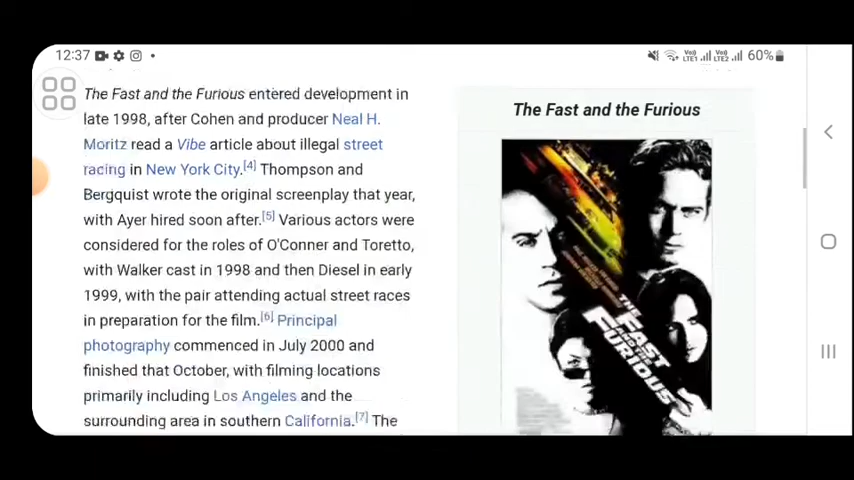 12:37
LTE1 LTE2 60%
The Fast and the Furious entered development in
late 1998, after Cohen and producer Neal H.
Moritz read a Vibe article about illegal street
racing in New York City.[4] Thompson and
Bergquist wrote the original screenplay that year,
with Ayer hired soon after.[5] Various actors were
considered for the roles of O'Conner and Toretto,
with Walker cast in 1998 and then Diesel in early
1999, with the pair attending actual street races
in preparation for the film.[6] Principal
photography commenced in July 2000 and
finished that October, with filming locations
primarily including Los Angeles and the
surrounding area in southern California.[7] The
The Fast and the Furious
THE
FAST
AND THE
FURIOUS